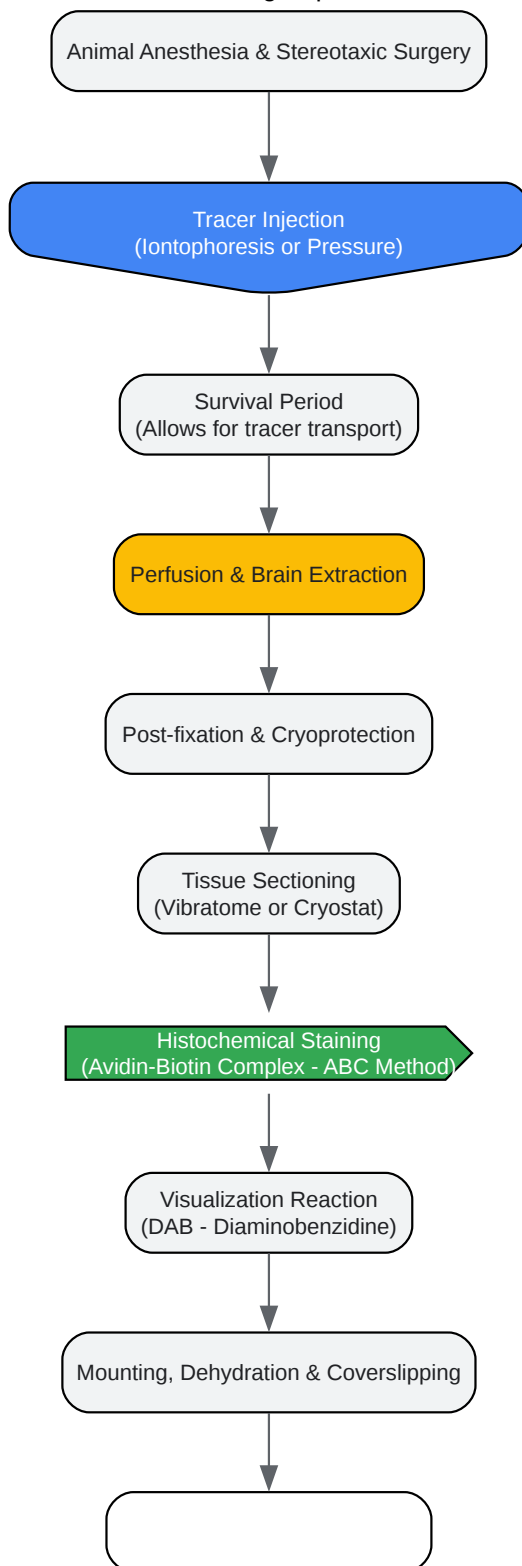 Animal Anesthesia & Stereotaxic Surgery
Tracer Injection
(Iontophoresis or Pressure)
Survival Period
(Allows for tracer transport)
Perfusion & Brain Extraction
Post-fixation & Cryoprotection
Tissue Sectioning
(Vibratome or Cryostat)
Histochemical Staining
(Avidin-Biotin Complex - ABC Method)
Visualization Reaction
(DAB - Diaminobenzidine)
Mounting, Dehydration & Coverslipping